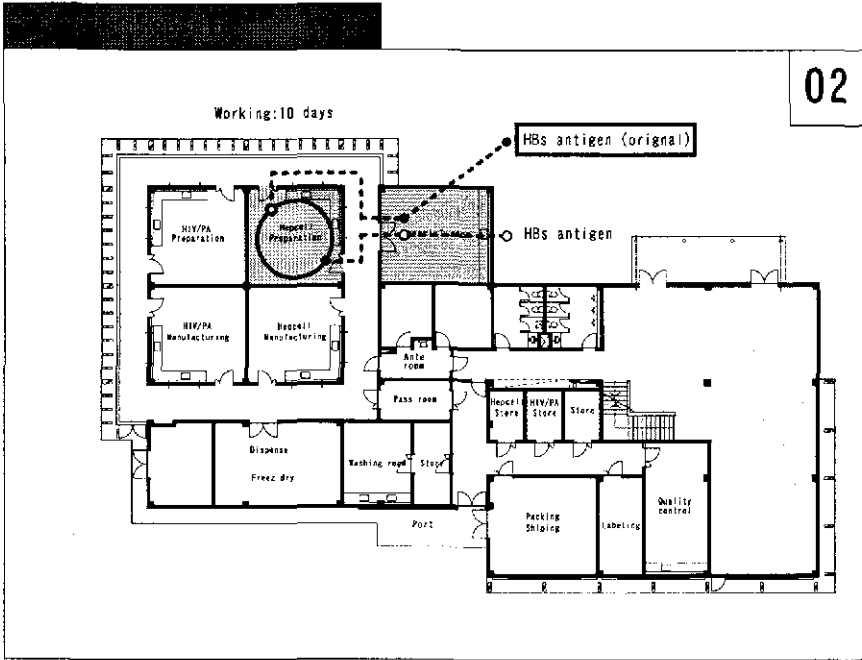 02
Working:10 days
HBs antigen (orignal)
HIV/PA
Preparation
Hepcell
Preparation
HBs antigen
HIV/PA
Manufacturing
Hepcell
Manufacturing
Ante
room
Pass room
Hepcell
Store
HIV/PA
Store
Store
Dispense
Freez dry
Washing room
Store
Port
Packing
Shiping
Labeling
Quality
control